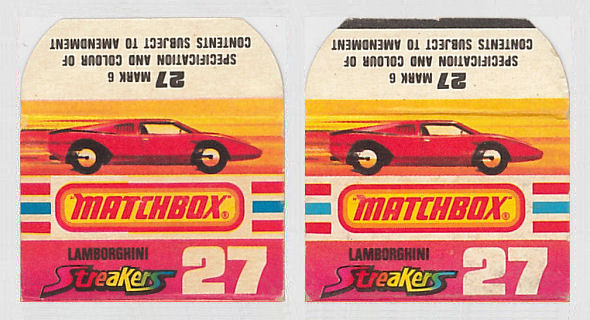 CONTENTS SUBJECT TO AMENDMENT
SPECIFICATION AND COLOUR OF
27 MARK 6
"MATCHBOX"®
LAMBORGHINI
Streakers 27
CONTENTS SUBJECT TO AMENDMENT
SPECIFICATION AND COLOUR OF
27 MARK 6
"MATCHBOX"®
LAMBORGHINI
Streakers 27